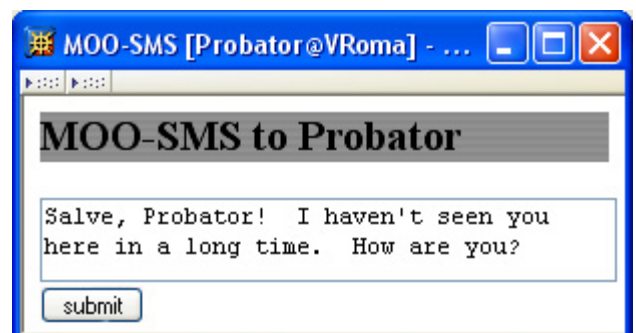 MOO-SMS [Probator@VRoma] - ...
MOO-SMS to Probator
Salve, Probator!  I haven't seen you
here in a long time.  How are you?
submit